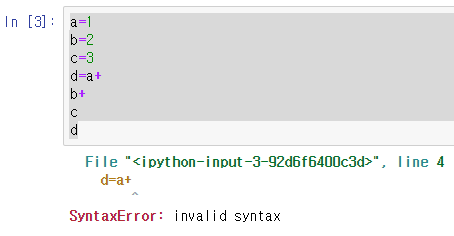 In [3]:
a=1
b=2
c=3
d=a+
b+
c
d
File "<ipython-input-3-92d6f6400c3d>", line 4
d=a+
^
SyntaxError: invalid syntax